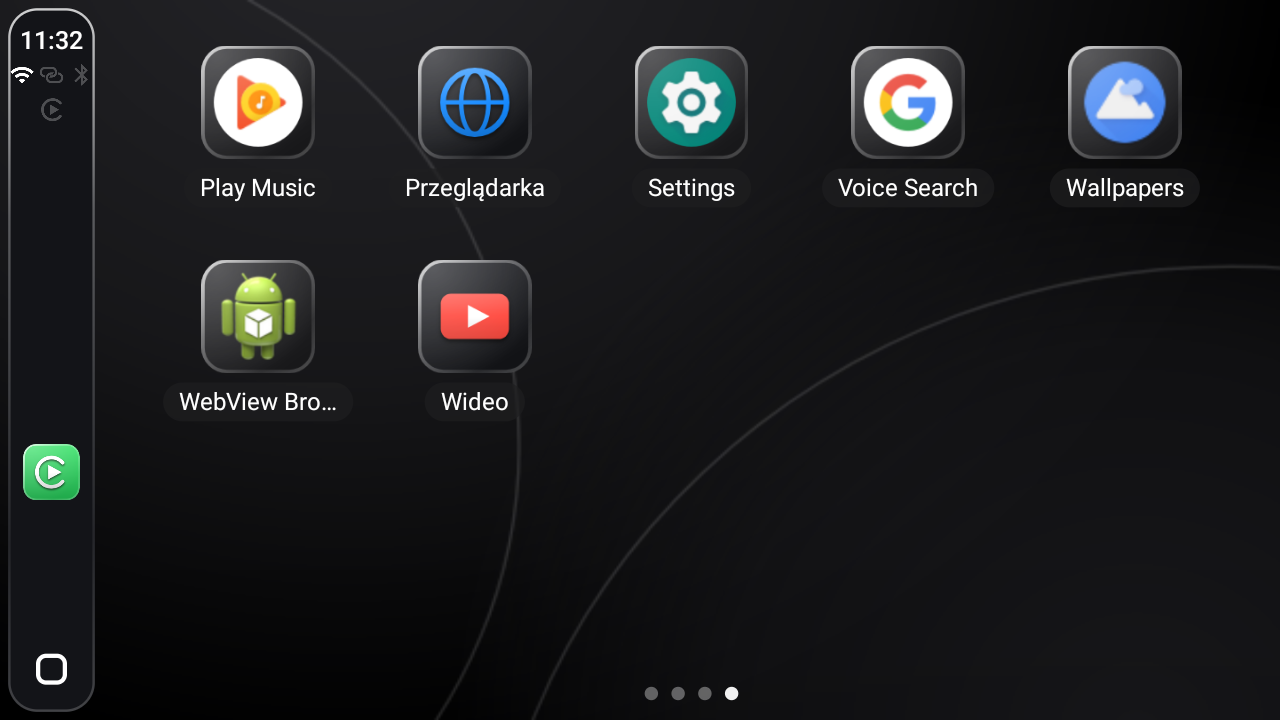 11:32
Play Music
Przeglądarka
Settings
Voice Search
Wallpapers
WebView Bro…
Wideo